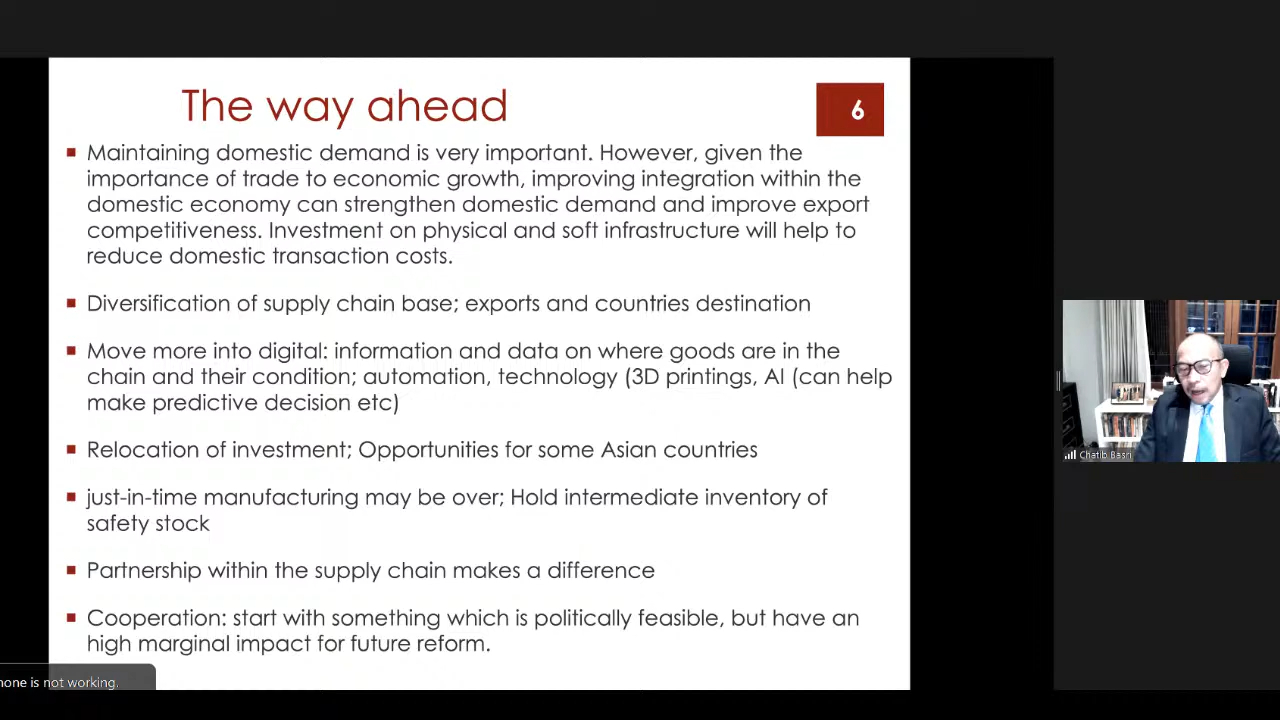 The way ahead
6
▪ Maintaining domestic demand is very important. However, given the
importance of trade to economic growth, improving integration within the
domestic economy can strengthen domestic demand and improve export
competitiveness. Investment on physical and soft infrastructure will help to
reduce domestic transaction costs.
▪ Diversification of supply chain base; exports and countries destination
▪ Move more into digital: information and data on where goods are in the
chain and their condition; automation, technology (3D printings, AI (can help
make predictive decision etc)
▪ Relocation of investment; Opportunities for some Asian countries
▪ just-in-time manufacturing may be over; Hold intermediate inventory of
safety stock
▪ Partnership within the supply chain makes a difference
▪ Cooperation: start with something which is politically feasible, but have an
high marginal impact for future reform.
Chatib Basri
hone is not working.